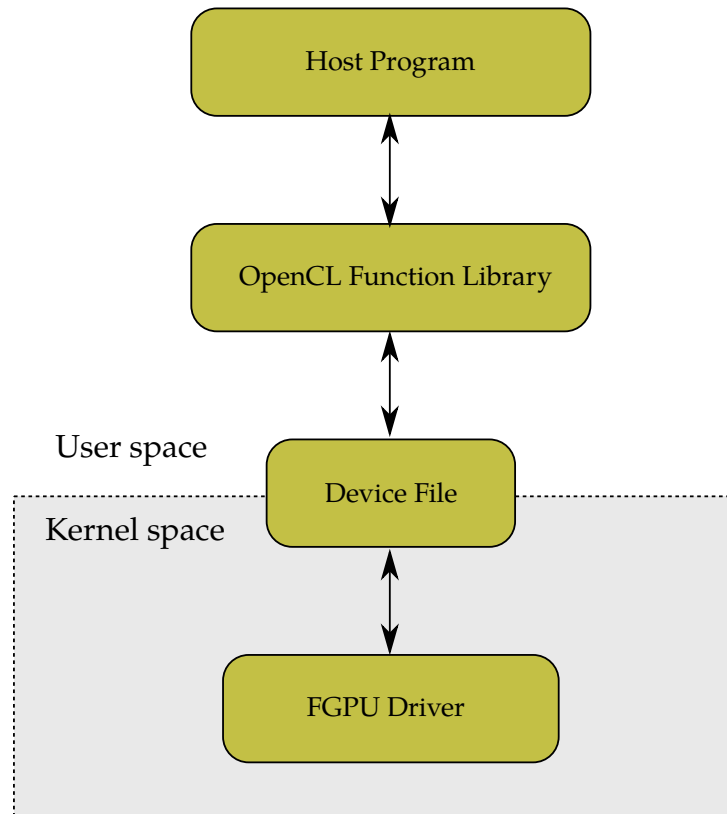 Host Program
OpenCL Function Library
User space
Device File
Kernel space
FGPU Driver